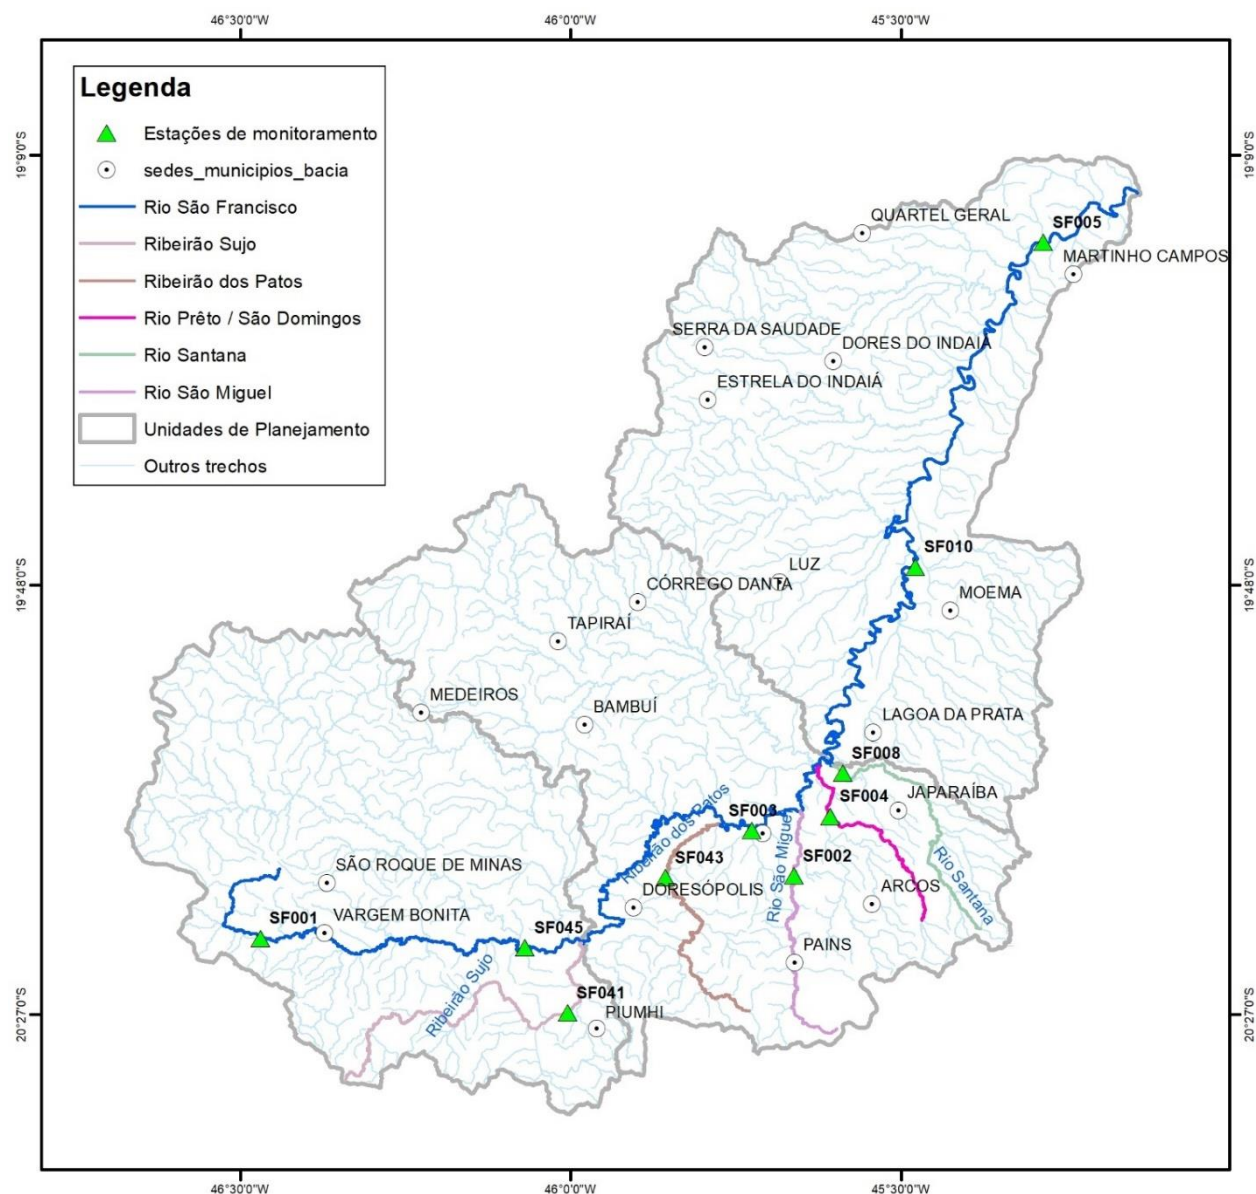 46°30'0"W
46°0'0"W
45°30'0"W
19°9'0"S
19°9'0"S
Legenda
Estações de monitoramento
sedes_municipios_bacia
Rio São Francisco
Ribeirão Sujo
Ribeirão dos Patos
Rio Prêto / São Domingos
Rio Santana
Rio São Miguel
Unidades de Planejamento
Outros trechos
QUARTEL GERAL
SF005
MARTINHO CAMPOS
SERRA DA SAUDADE
DORES DO INDAIÁ
ESTRELA DO INDAIÁ
SF010
LUZ
19°48'0"S
19°48'0"S
CÓRREGO DANTA
MOEMA
TAPIRAÍ
MEDEIROS
BAMBUÍ
LAGOA DA PRATA
SF008
JAPARAÍBA
SF004
SF003
Ribeirão dos Patos
Rio São Miguel
SF002
SF043
Rio Santana
SÃO ROQUE DE MINAS
DORESÓPOLIS
ARCOS
SF001
VARGEM BONITA
SF045
PAINS
Ribeirão Sujo
SF041
PIUMHI
20°27'0"S
20°27'0"S
46°30'0"W
46°0'0"W
45°30'0"W